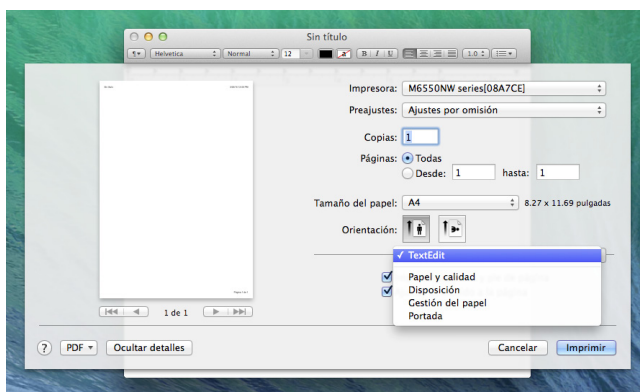 Sin título
Helvetica Normal 12 B I U 1.0
Impresora: M6550NW series[08A7CE]
Preajustes: Ajustes por omisión
Copias: 1
Páginas: Todas
Desde: 1 hasta: 1
Tamaño del papel: A4 8.27 x 11.69 pulgadas
Orientación:
✓ TextEdit
Papel y calidad
Disposición
Gestión del papel
Portada
1 de 1
? PDF Ocultar detalles Cancelar Imprimir